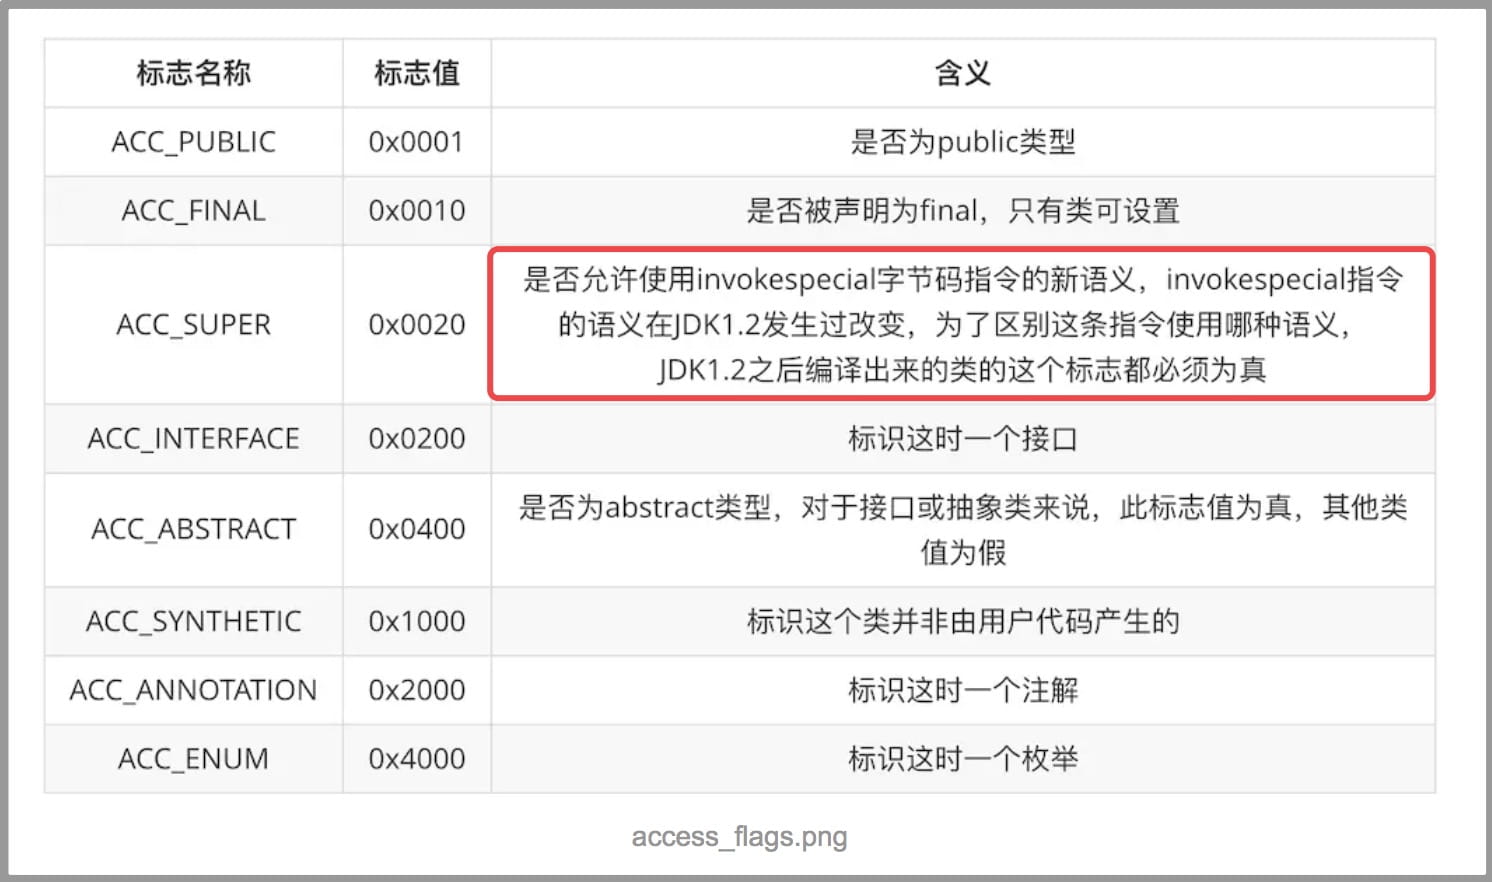 标志名称 标志值 含义
ACC_PUBLIC 0x0001 是否为public类型
ACC_FINAL 0x0010 是否被声明为final，只有类可设置
是否允许使用invokespecial字节码指令的新语义，invokespecial指令
ACC_SUPER 0x0020 的语义在JDK1.2发生过改变，为了区别这条指令使用哪种语义，
JDK1.2之后编译出来的类的这个标志都必须为真
ACC_INTERFACE 0x0200 标识这时一个接口
ACC_ABSTRACT 0x0400 是否为abstract类型，对于接口或抽象类来说，此标志值为真，其他类
值为假
ACC_SYNTHETIC 0x1000 标识这个类并非由用户代码产生的
ACC_ANNOTATION 0x2000 标识这时一个注解
ACC_ENUM 0x4000 标识这时一个枚举
access_flags.png